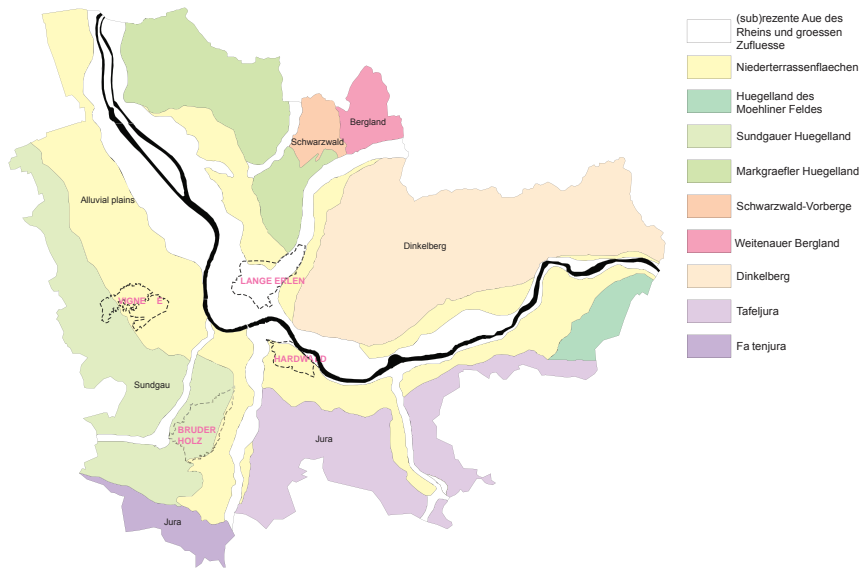 (sub)rezente Aue des
Rheins und groessen
Zufluesse
Niederterrassenflaechen
Huegelland des
Moehliner Feldes
Sundgauer Huegelland
Markgraefler Huegelland
Schwarzwald-Vorberge
Weitenauer Bergland
Dinkelberg
Tafeljura
Fa tenjura
Bergland
Schwarzwald
Alluvial plains
Dinkelberg
LANGE ERLEN
HARDWALD
Sundgau
BRUDER
HOLZ
Jura
Jura